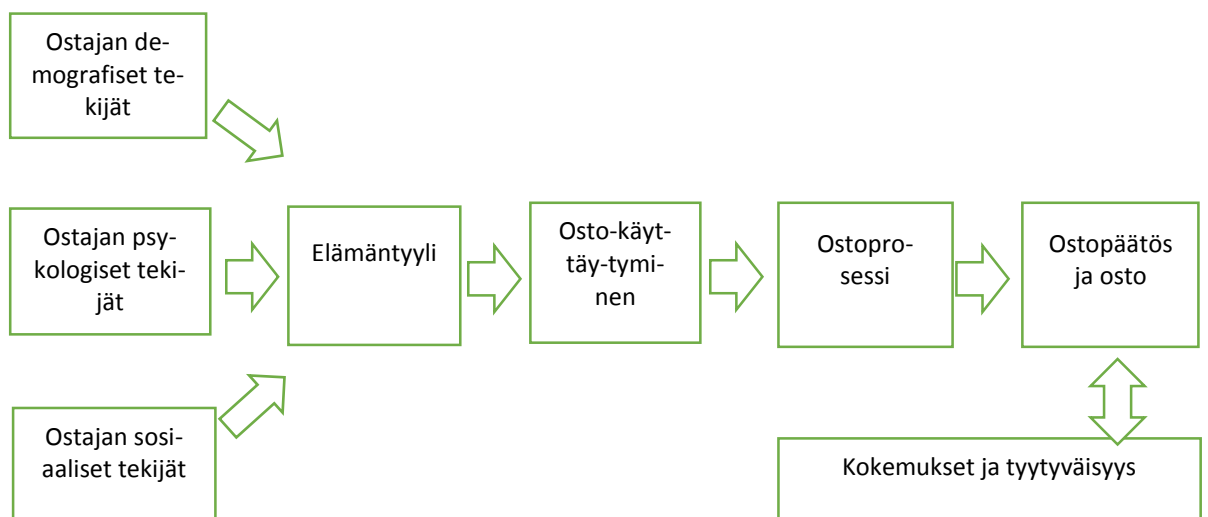 Ostajan de-
mografiset te-
kijät
Ostajan psy-
kologiset teki-
jät
Elämäntyyli
Osto-käyt-
täy-tymi-
nen
Ostopro-
sessi
Ostopäätös
ja osto
Ostajan sosi-
aaliset tekijät
Kokemukset ja tyytyväisyys